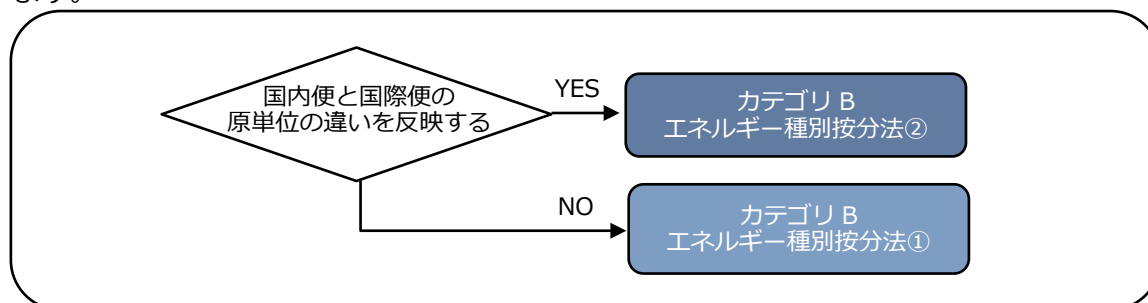 ます。
国内便と国際便の
原単位の違いを反映する
YES
カテゴリ B
エネルギー種別按分法②
NO
カテゴリ B
エネルギー種別按分法①